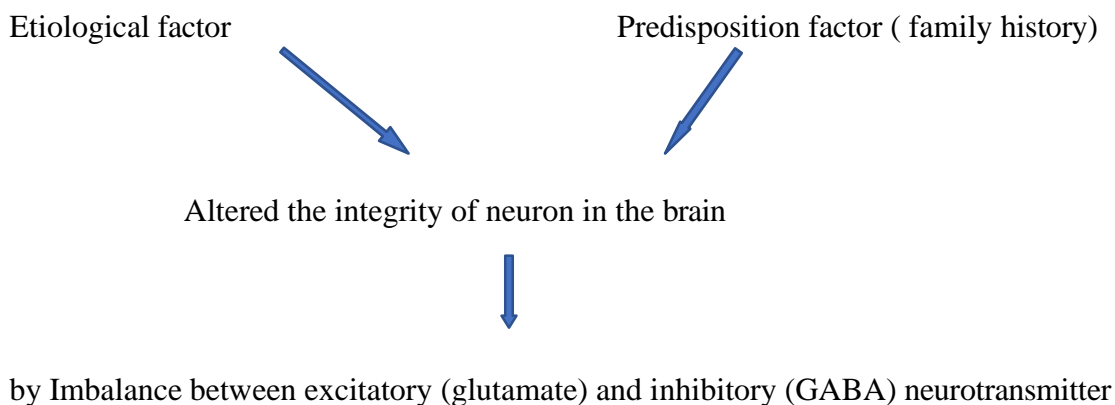 Etiological factor
Predisposition factor ( family history)
Altered the integrity of neuron in the brain
by Imbalance between excitatory (glutamate) and inhibitory (GABA) neurotransmitter